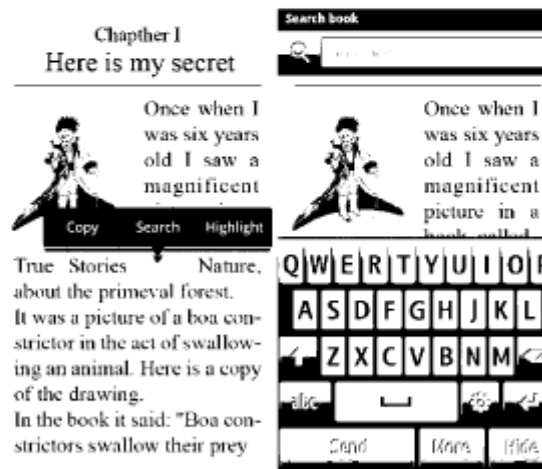 Chapther I
Here is my secret
Once when I
was six years
old I saw a
magnificent
Copy Search Highlight
True Stories Nature,
about the primeval forest.
It was a picture of a boa con-
strictor in the act of swallow-
ing an animal. Here is a copy
of the drawing.
In the book it said: "Boa con-
strictors swallow their prey
Search book
Once when I
was six years
old I saw a
magnificent
picture in a
book called
Q W E R T Y U I O P
A S D F G H J K L
Z X C V B N M
abc
Send More Hide